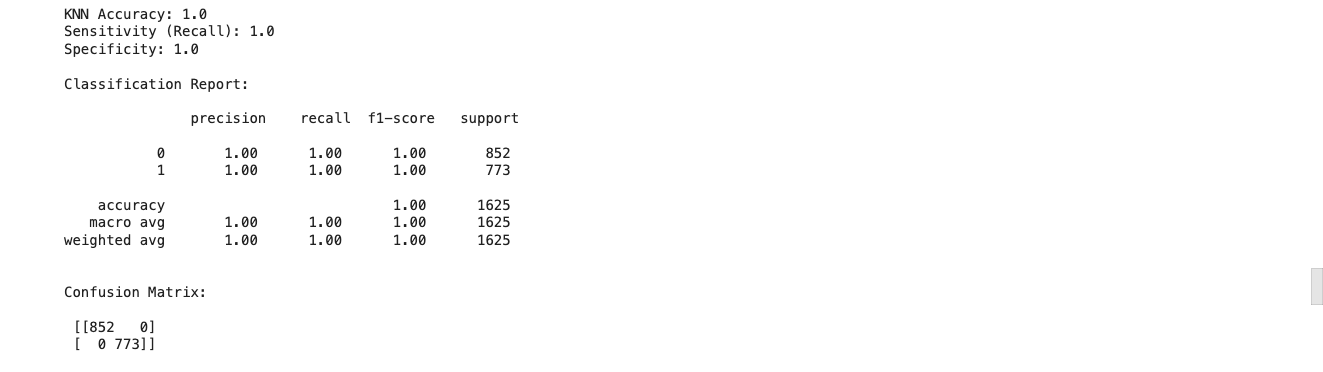 KNN Accuracy: 1.0
Sensitivity (Recall): 1.0
Specificity: 1.0
Classification Report:
precision recall f1-score support
0 1.00 1.00 1.00 852
1 1.00 1.00 1.00 773
accuracy 1.00 1625
macro avg 1.00 1.00 1.00 1625
weighted avg 1.00 1.00 1.00 1625
Confusion Matrix:
[[852 0]
[ 0 773]]